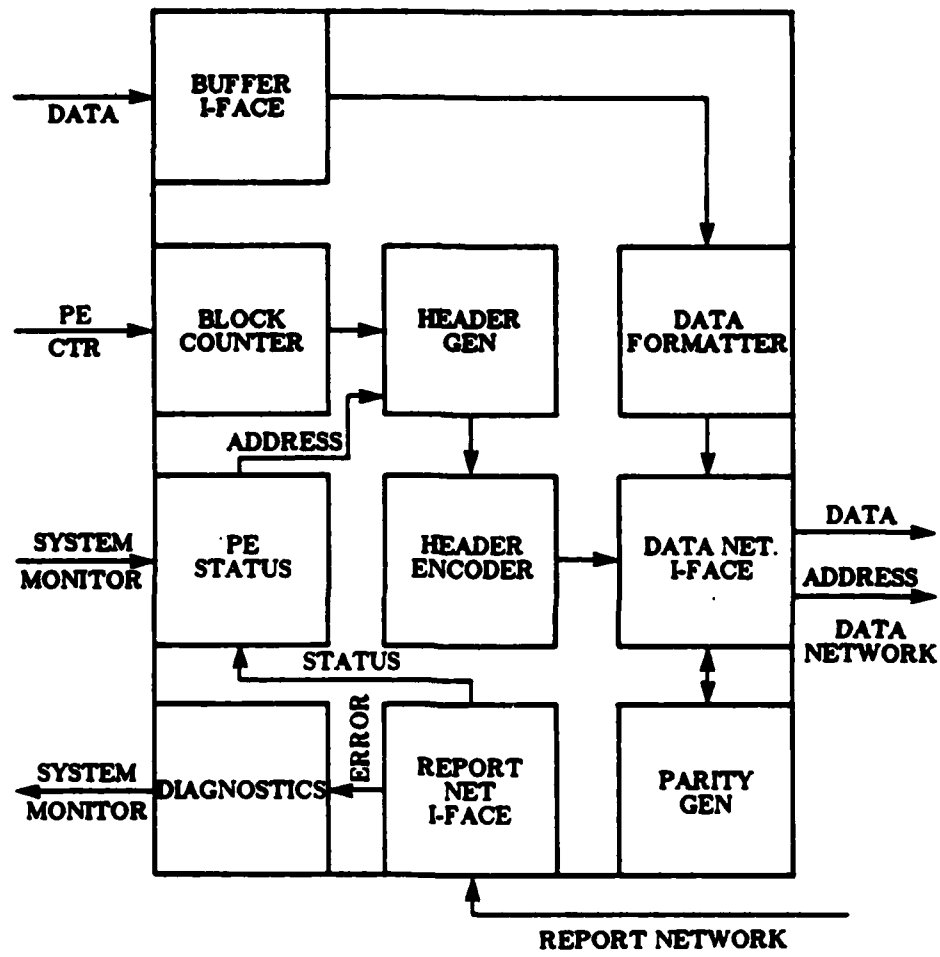 BUFFER
I-FACE
DATA
PE
CTR
BLOCK
COUNTER
HEADER
GEN
DATA
FORMATTER
ADDRESS
SYSTEM
MONITOR
PE
STATUS
HEADER
ENCODER
DATA NET.
I-FACE
DATA
ADDRESS
DATA
NETWORK
STATUS
ERROR
SYSTEM
MONITOR
DIAGNOSTICS
REPORT
NET
I-FACE
PARITY
GEN
REPORT NETWORK